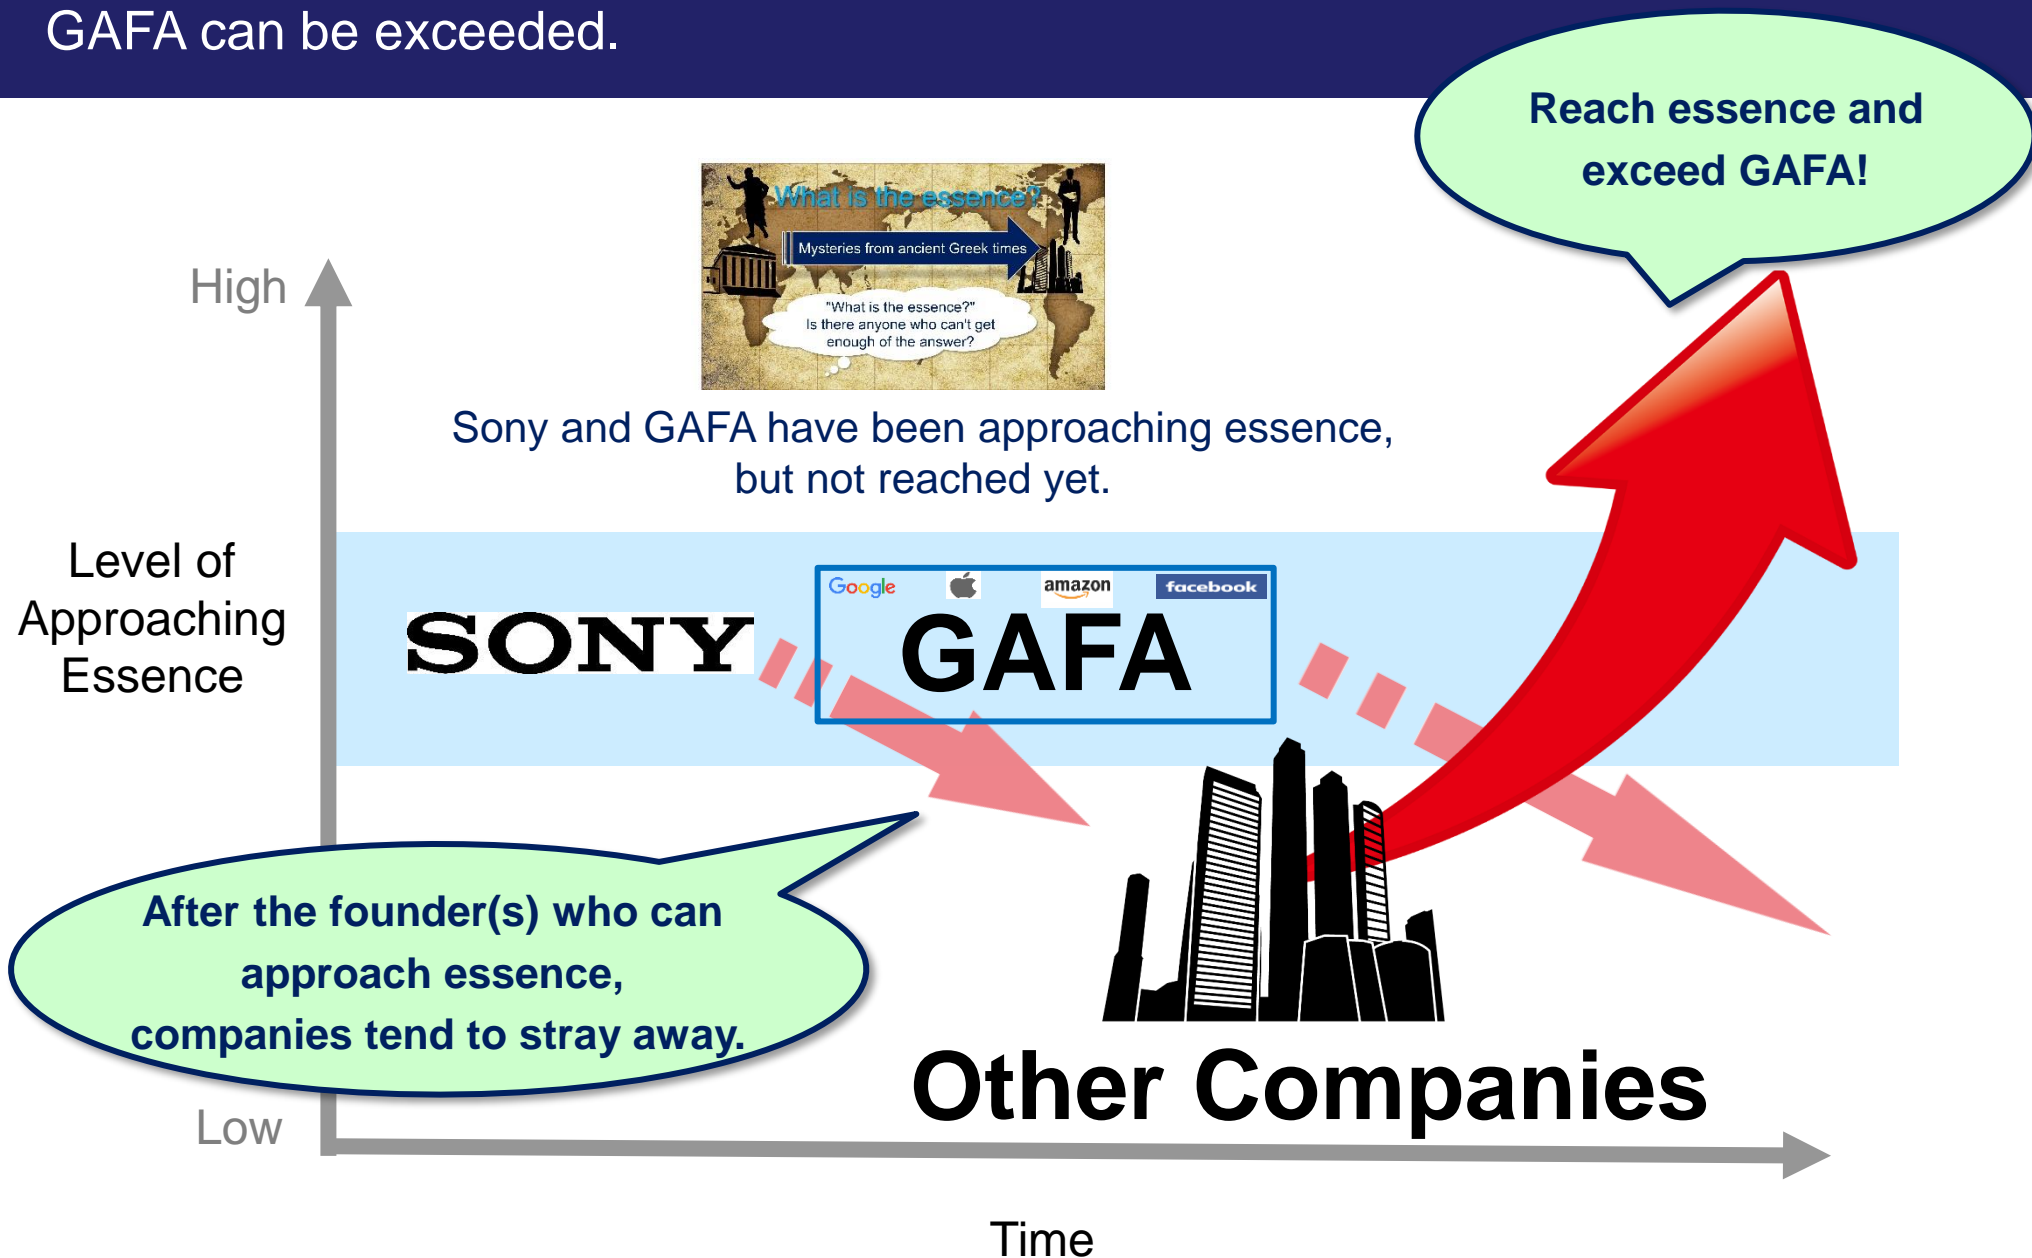 GAFA can be exceeded.
Reach essence and
exceed GAFA!
What is the essence?
Mysteries from ancient Greek times
"What is the essence?"
Is there anyone who can't get
enough of the answer?
High
Sony and GAFA have been approaching essence,
but not reached yet.
Level of
Approaching
Essence
SONY
Google
amazon
facebook
GAFA
After the founder(s) who can
approach essence,
companies tend to stray away.
Other Companies
Low
Time